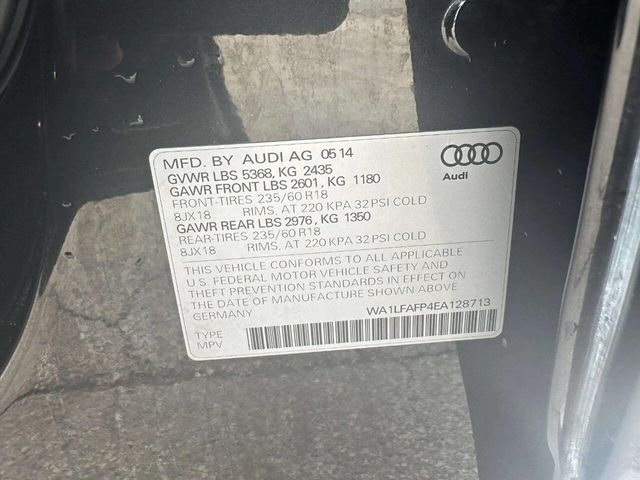 MFD. BY AUDI AG 05 14
GVWR LBS 5368, KG 2435
GAWR FRONT LBS 2601, KG 1180
FRONT-TIRES 235/60 R18
8JX18 RIMS, AT 220 KPA 32 PSI COLD
GAWR REAR LBS 2976, KG 1350
REAR-TIRES 235/60 R18
8JX18 RIMS, AT 220 KPA 32 PSI COLD
THIS VEHICLE CONFORMS TO ALL APPLICABLE
U.S. FEDERAL MOTOR VEHICLE SAFETY AND
THEFT PREVENTION STANDARDS IN EFFECT ON
THE DATE OF MANUFACTURE SHOWN ABOVE
GERMANY
WA1LFAFP4EA128713
TYPE
MPV
Audi